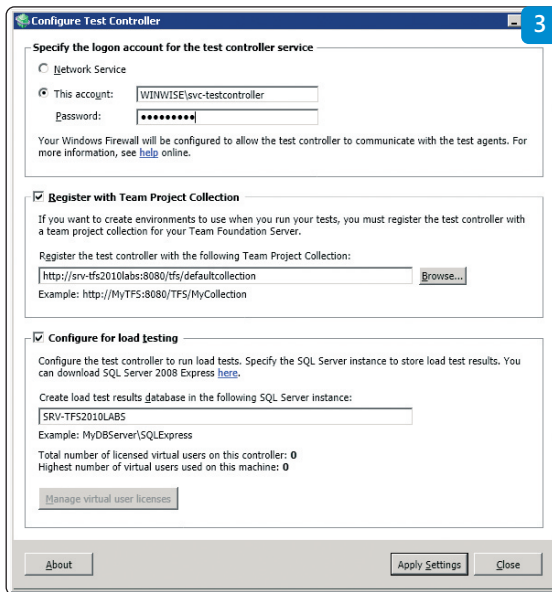 Configure Test Controller
3
Specify the logon account for the test controller service
Network Service
This account:
WINWISE\svc-testcontroller
Password:
•••••••••
Your Windows Firewall will be configured to allow the test controller to communicate with the test agents. For
more information, see help online.
Register with Team Project Collection
If you want to create environments to use when you run your tests, you must register the test controller with
a team project collection for your Team Foundation Server.
Register the test controller with the following Team Project Collection:
http://srv-tfs2010labs:8080/tfs/defaultcollection
Browse...
Example: http://MyTFS:8080/TFS/MyCollection
Configure for load testing
Configure the test controller to run load tests. Specify the SQL Server instance to store load test results. You
can download SQL Server 2008 Express here.
Create load test results database in the following SQL Server instance:
SRV-TFS2010LABS
Example: MyDBServer\SQLExpress
Total number of licensed virtual users on this controller: 0
Highest number of virtual users used on this machine: 0
Manage virtual user licenses
About
Apply Settings
Close